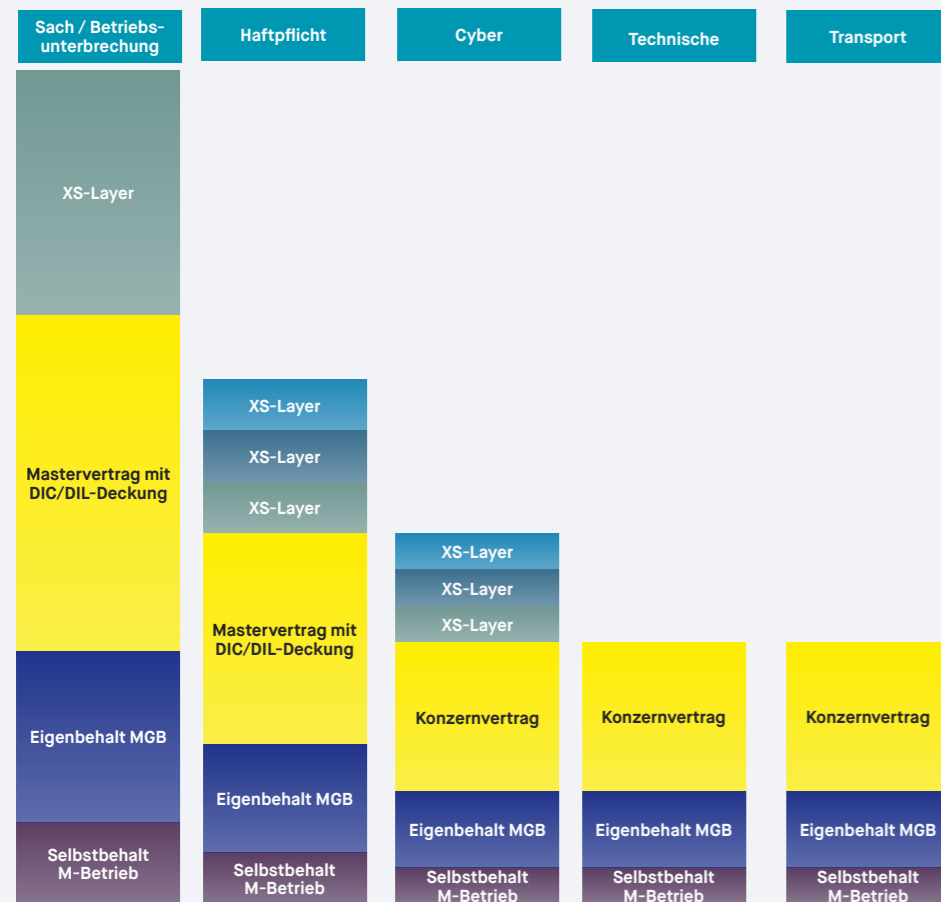 Sach / Betriebs-
unterbrechung
Haftpflicht
Cyber
Technische
Transport
XS-Layer
Mastervertrag mit
DIC/DIL-Deckung
Eigenbehalt MGB
Selbstbehalt
M-Betrieb
XS-Layer
XS-Layer
XS-Layer
Mastervertrag mit
DIC/DIL-Deckung
Eigenbehalt MGB
Selbstbehalt
M-Betrieb
XS-Layer
XS-Layer
XS-Layer
Konzernvertrag
Eigenbehalt MGB
Selbstbehalt
M-Betrieb
Konzernvertrag
Eigenbehalt MGB
Selbstbehalt
M-Betrieb
Konzernvertrag
Eigenbehalt MGB
Selbstbehalt
M-Betrieb